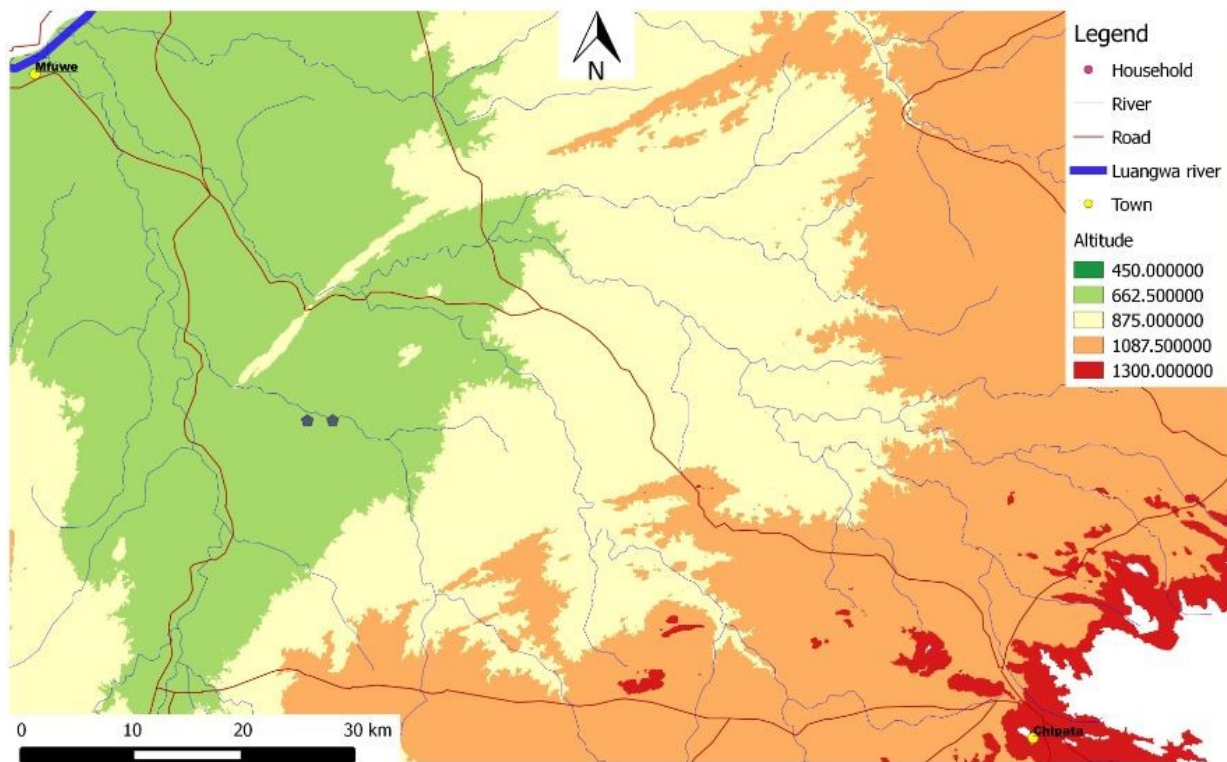 Mfuwe
N
Legend
Household
River
Road
Luangwa river
Town
Altitude
450.000000
662.500000
875.000000
1087.500000
1300.000000
0 10 20 30 km
Chipata